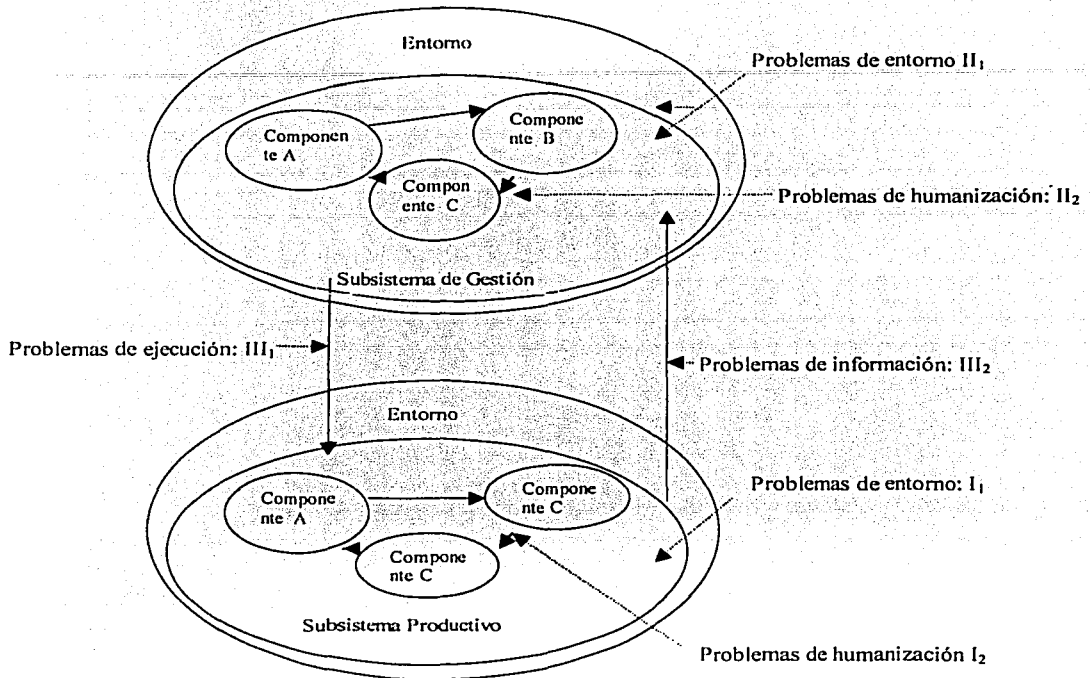 Entorno
Problemas de entorno II₁
Componen
te A
Compone
nte B
Compon
ente C
Problemas de humanización: II₂
Subsistema de Gestión
Problemas de ejecución: III₁
Problemas de información: III₂
Entorno
Compone
nte A
Compone
nte C
Problemas de entorno: I₁
Compone
nte C
Subsistema Productivo
Problemas de humanización I₂